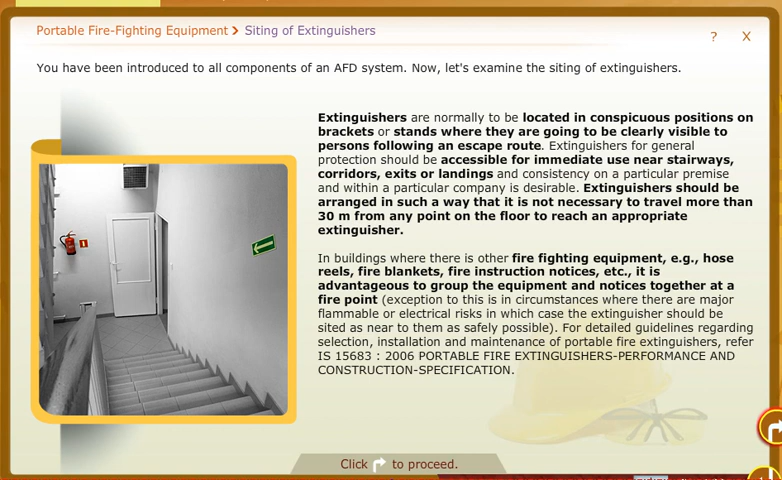 Portable Fire-Fighting Equipment > Siting of Extinguishers
? X
You have been introduced to all components of an AFD system. Now, let's examine the siting of extinguishers.
Extinguishers are normally to be located in conspicuous positions on
brackets or stands where they are going to be clearly visible to
persons following an escape route. Extinguishers for general
protection should be accessible for immediate use near stairways,
corridors, exits or landings and consistency on a particular premise
and within a particular company is desirable. Extinguishers should be
arranged in such a way that it is not necessary to travel more than
30 m from any point on the floor to reach an appropriate
extinguisher.
In buildings where there is other fire fighting equipment, e.g., hose
reels, fire blankets, fire instruction notices, etc., it is
advantageous to group the equipment and notices together at a
fire point (exception to this is in circumstances where there are major
flammable or electrical risks in which case the extinguisher should be
sited as near to them as safely possible). For detailed guidelines regarding
selection, installation and maintenance of portable fire extinguishers, refer
IS 15683 : 2006 PORTABLE FIRE EXTINGUISHERS-PERFORMANCE AND
CONSTRUCTION-SPECIFICATION.
Click to proceed.